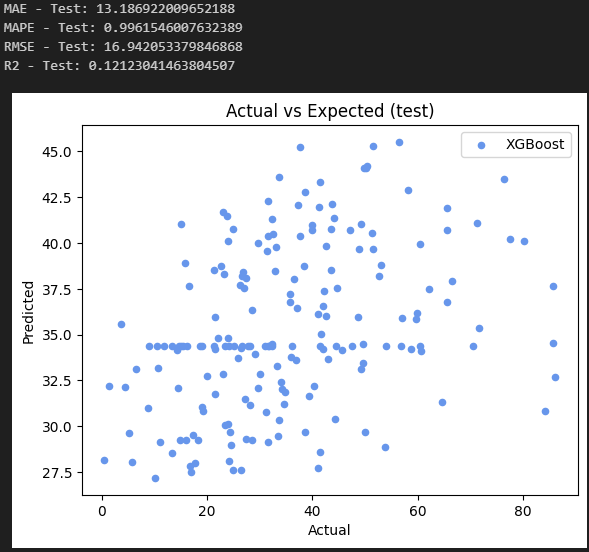 MAE - Test: 13.186922009652188
MAPE - Test: 0.9961546007632389
RMSE - Test: 16.942053379846868
R2 - Test: 0.12123041463804507
Actual vs Expected (test)
XGBoost
45.0
42.5
40.0
37.5
35.0
32.5
30.0
27.5
Predicted
0 20 40 60 80
Actual